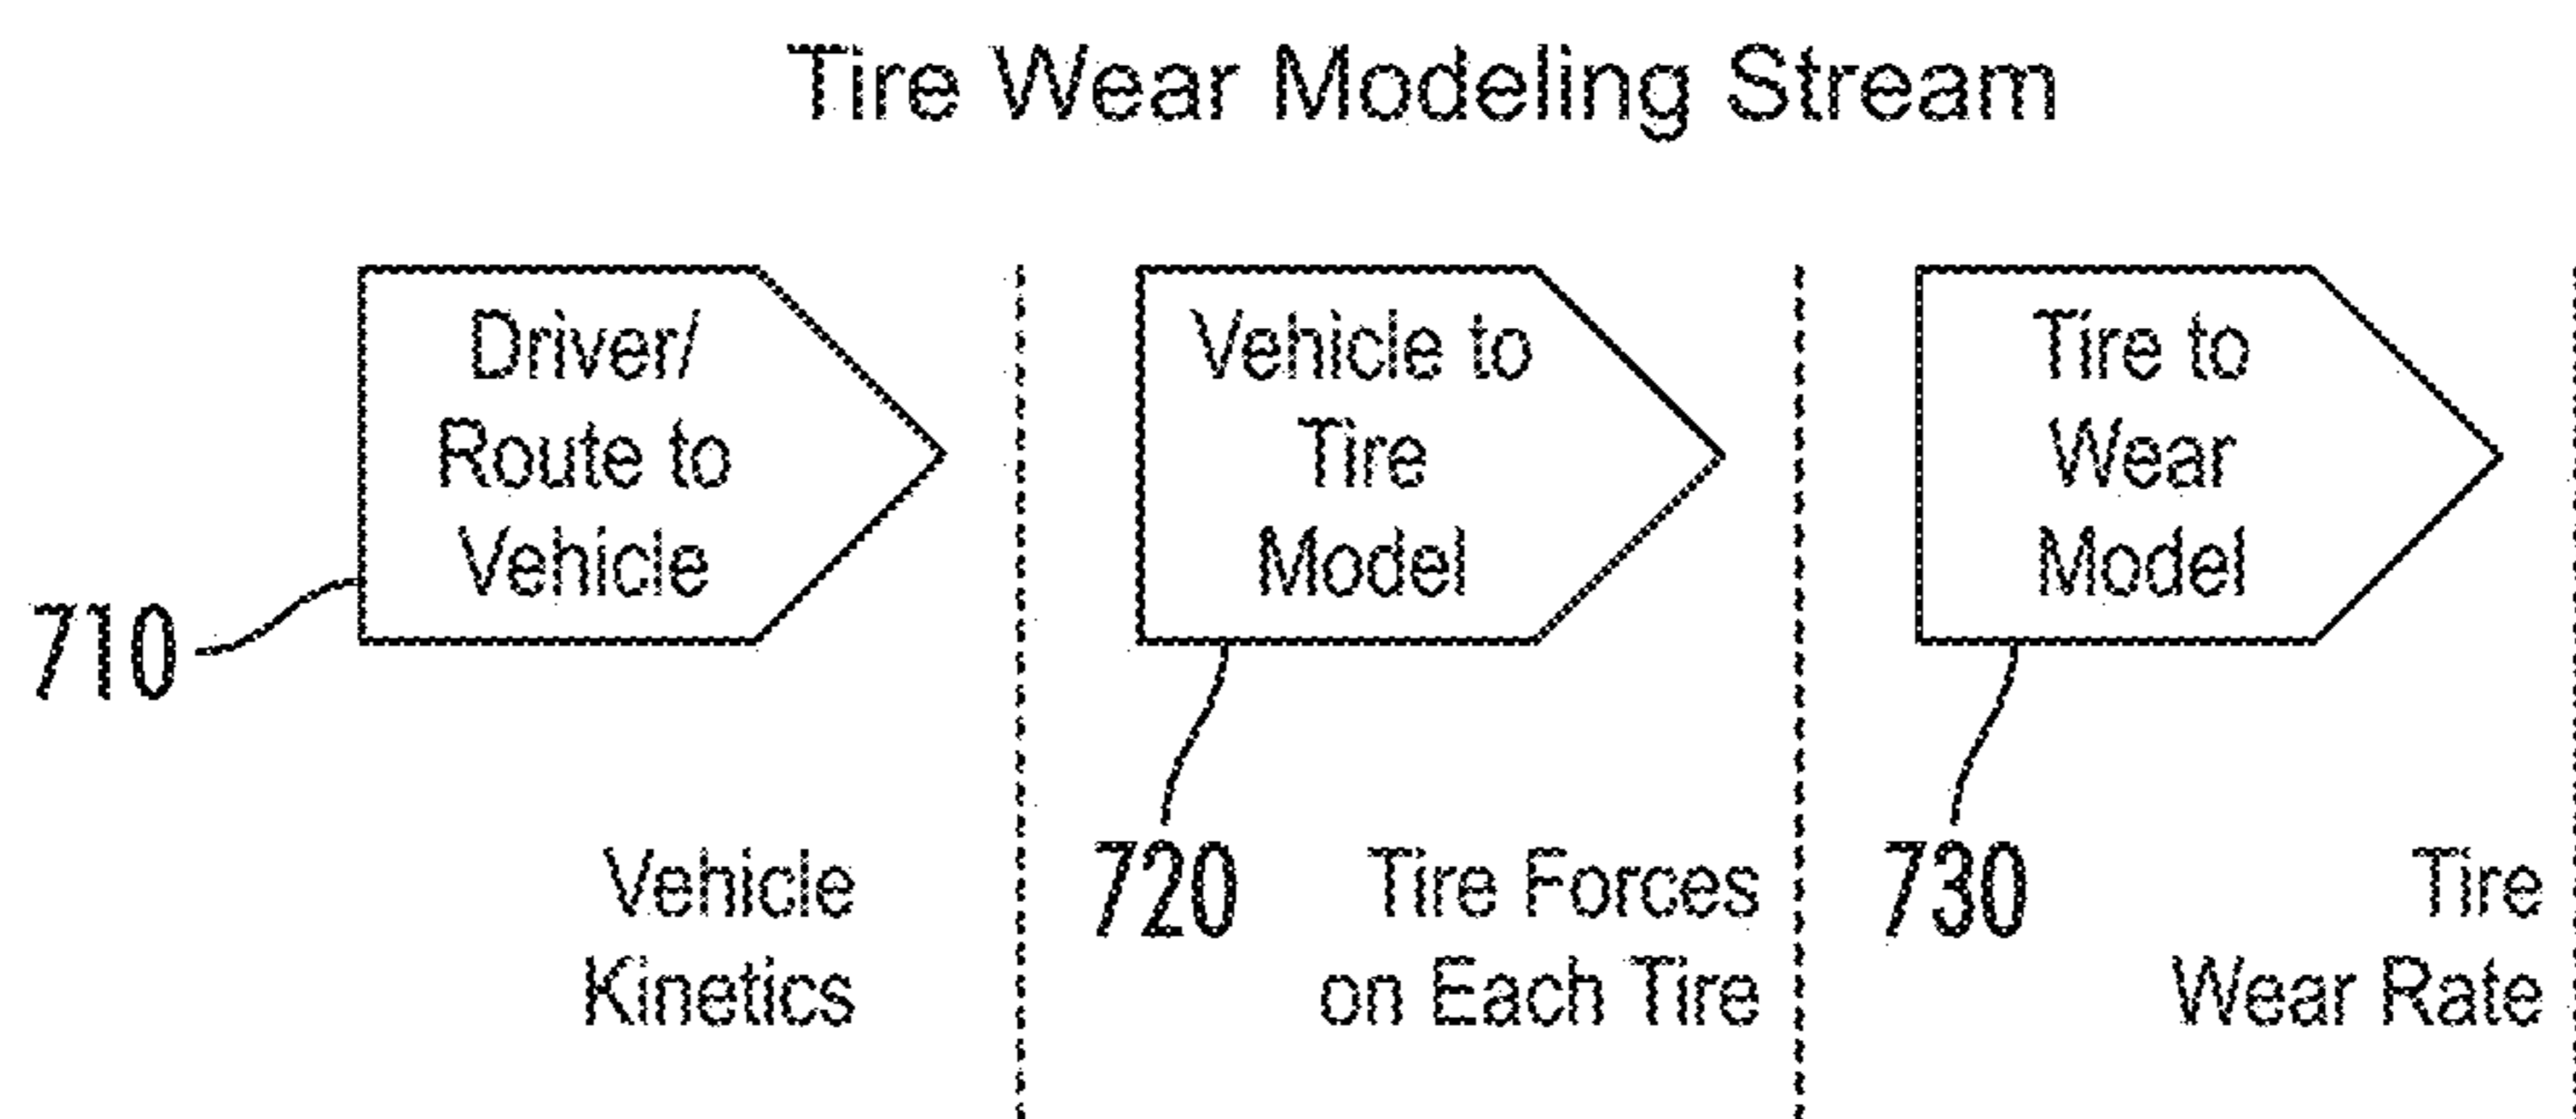 Tire Wear Modeling Stream
Driver/
Route to
Vehicle
710
Vehicle
Kinetics
Vehicle to
Tire
Model
720
Tire Forces
on Each Tire
Tire to
Wear
Model
730
Tire
Wear Rate